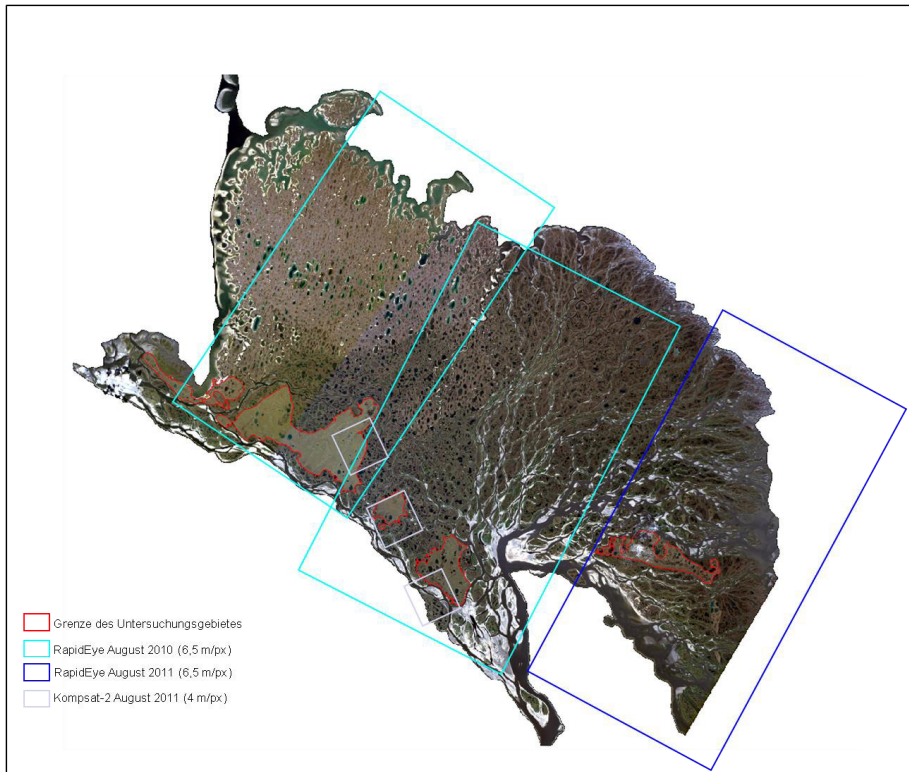 Grenze des Untersuchungsgebietes
RapidEye August 2010 (6,5 m/px)
RapidEye August 2011 (6,5 m/px)
Kompsat-2 August 2011 (4 m/px)